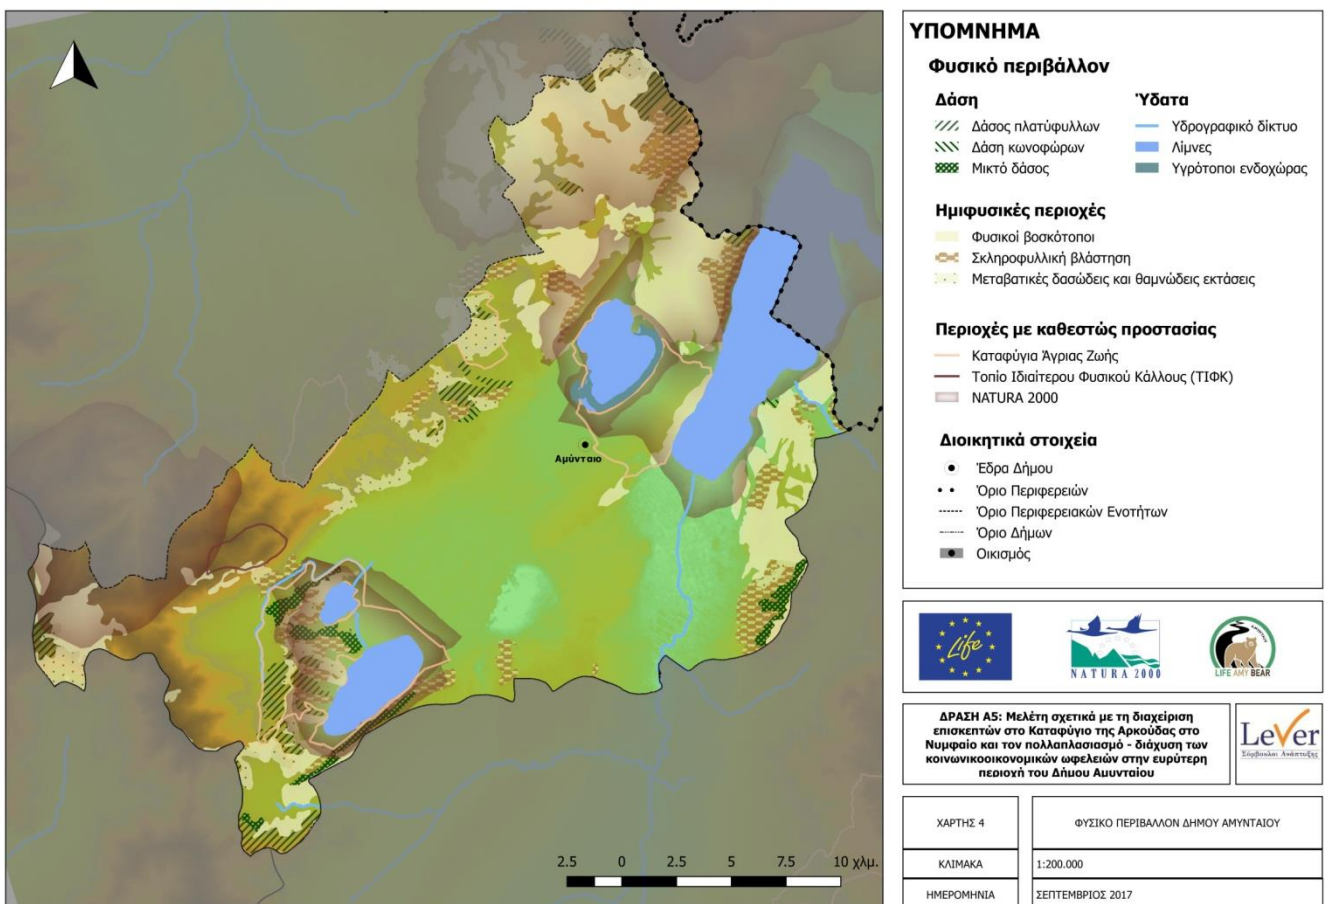 Αμύνταιο
2.5 0 2.5 5 7.5 10 χλμ.
ΥΠΟΜΝΗΜΑ
Φυσικό περιβάλλον
Δάση
Δάσος πλατύφυλλων
Δάση κωνοφώρων
Μικτό δάσος
Ύδατα
Υδρογραφικό δίκτυο
Λίμνες
Υγρότοποι ενδοχώρας
Ημιφυσικές περιοχές
Φυσικοί βοσκότοποι
Σκληροφυλλική βλάστηση
Μεταβατικές δασώδεις και θαμνώδεις εκτάσεις
Περιοχές με καθεστώς προστασίας
Καταφύγια Άγριας Ζωής
Τοπίο Ιδιαίτερου Φυσικού Κάλλους (ΤΙΦΚ)
NATURA 2000
Διοικητικά στοιχεία
Έδρα Δήμου
Όριο Περιφερειών
Όριο Περιφερειακών Ενοτήτων
Όριο Δήμων
Οικισμός
Life
NATURA 2000
LIFE AMY BEAR
ΔΡΑΣΗ Α5: Μελέτη σχετικά με τη διαχείριση
επισκεπτών στο Καταφύγιο της Αρκούδας στο
Νυμφαίο και τον πολλαπλασιασμό - διάχυση των
κοινωνικοοικονομικών ωφελειών στην ευρύτερη
περιοχή του Δήμου Αμυνταίου
LeVer
Σύμβουλοι Ανάπτυξης
ΧΑΡΤΗΣ 4
ΦΥΣΙΚΟ ΠΕΡΙΒΑΛΛΟΝ ΔΗΜΟΥ ΑΜΥΝΤΑΙΟΥ
ΚΛΙΜΑΚΑ
1:200.000
ΗΜΕΡΟΜΗΝΙΑ
ΣΕΠΤΕΜΒΡΙΟΣ 2017